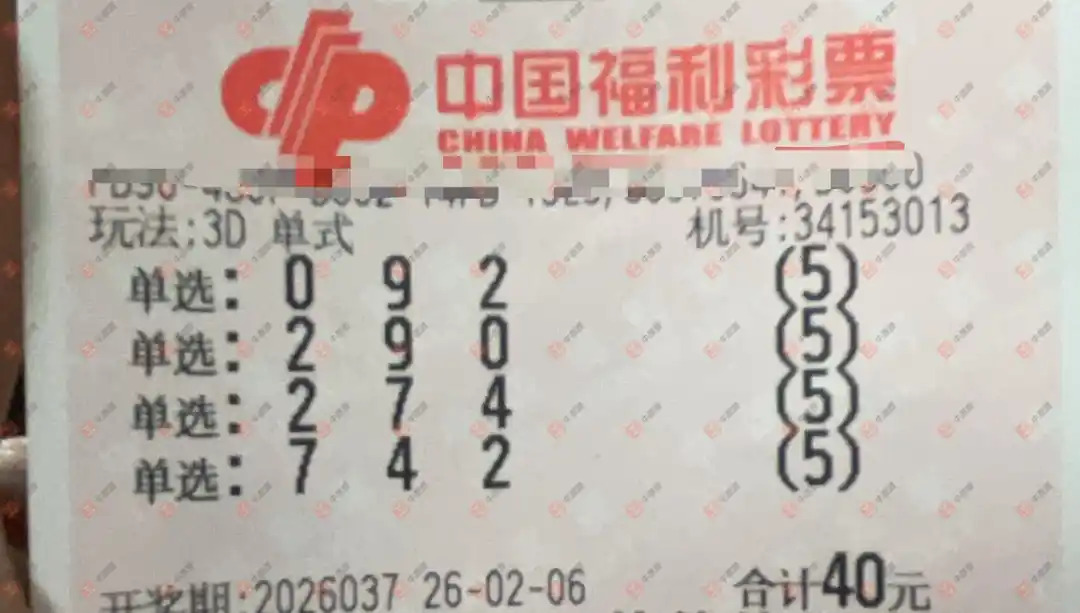 中国福利彩票
CHINA WELFARE LOTTERY
玩法:3D 单式 机号:34153013
单选: 0 9 2 (5)
单选: 2 9 0 (5)
单选: 2 7 4 (5)
单选: 7 4 2 (5)
开奖期:2026037 26-02-06 合计40元